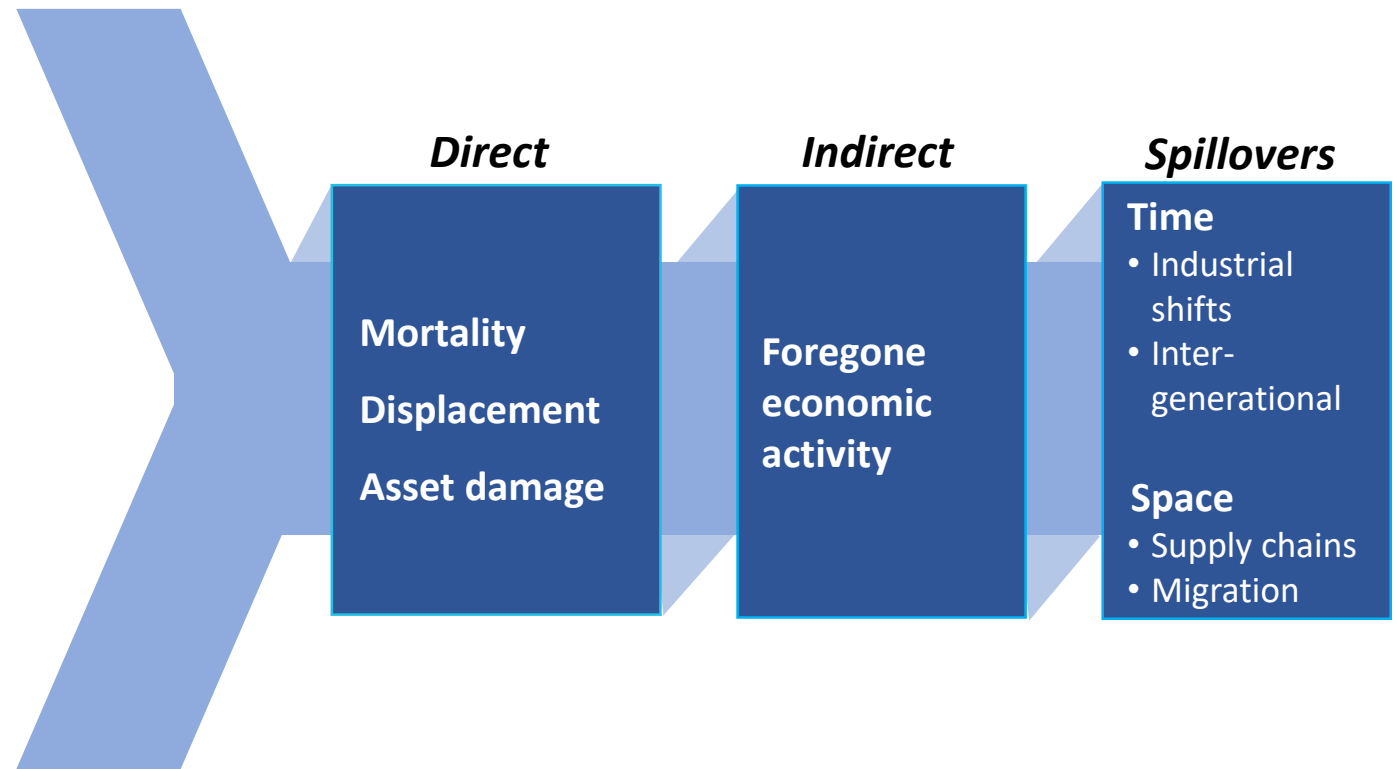 Direct
Mortality
Displacement
Asset damage
Indirect
Foregone
economic
activity
Spillovers
Time
• Industrial
shifts
• Inter-
generational
Space
• Supply chains
• Migration